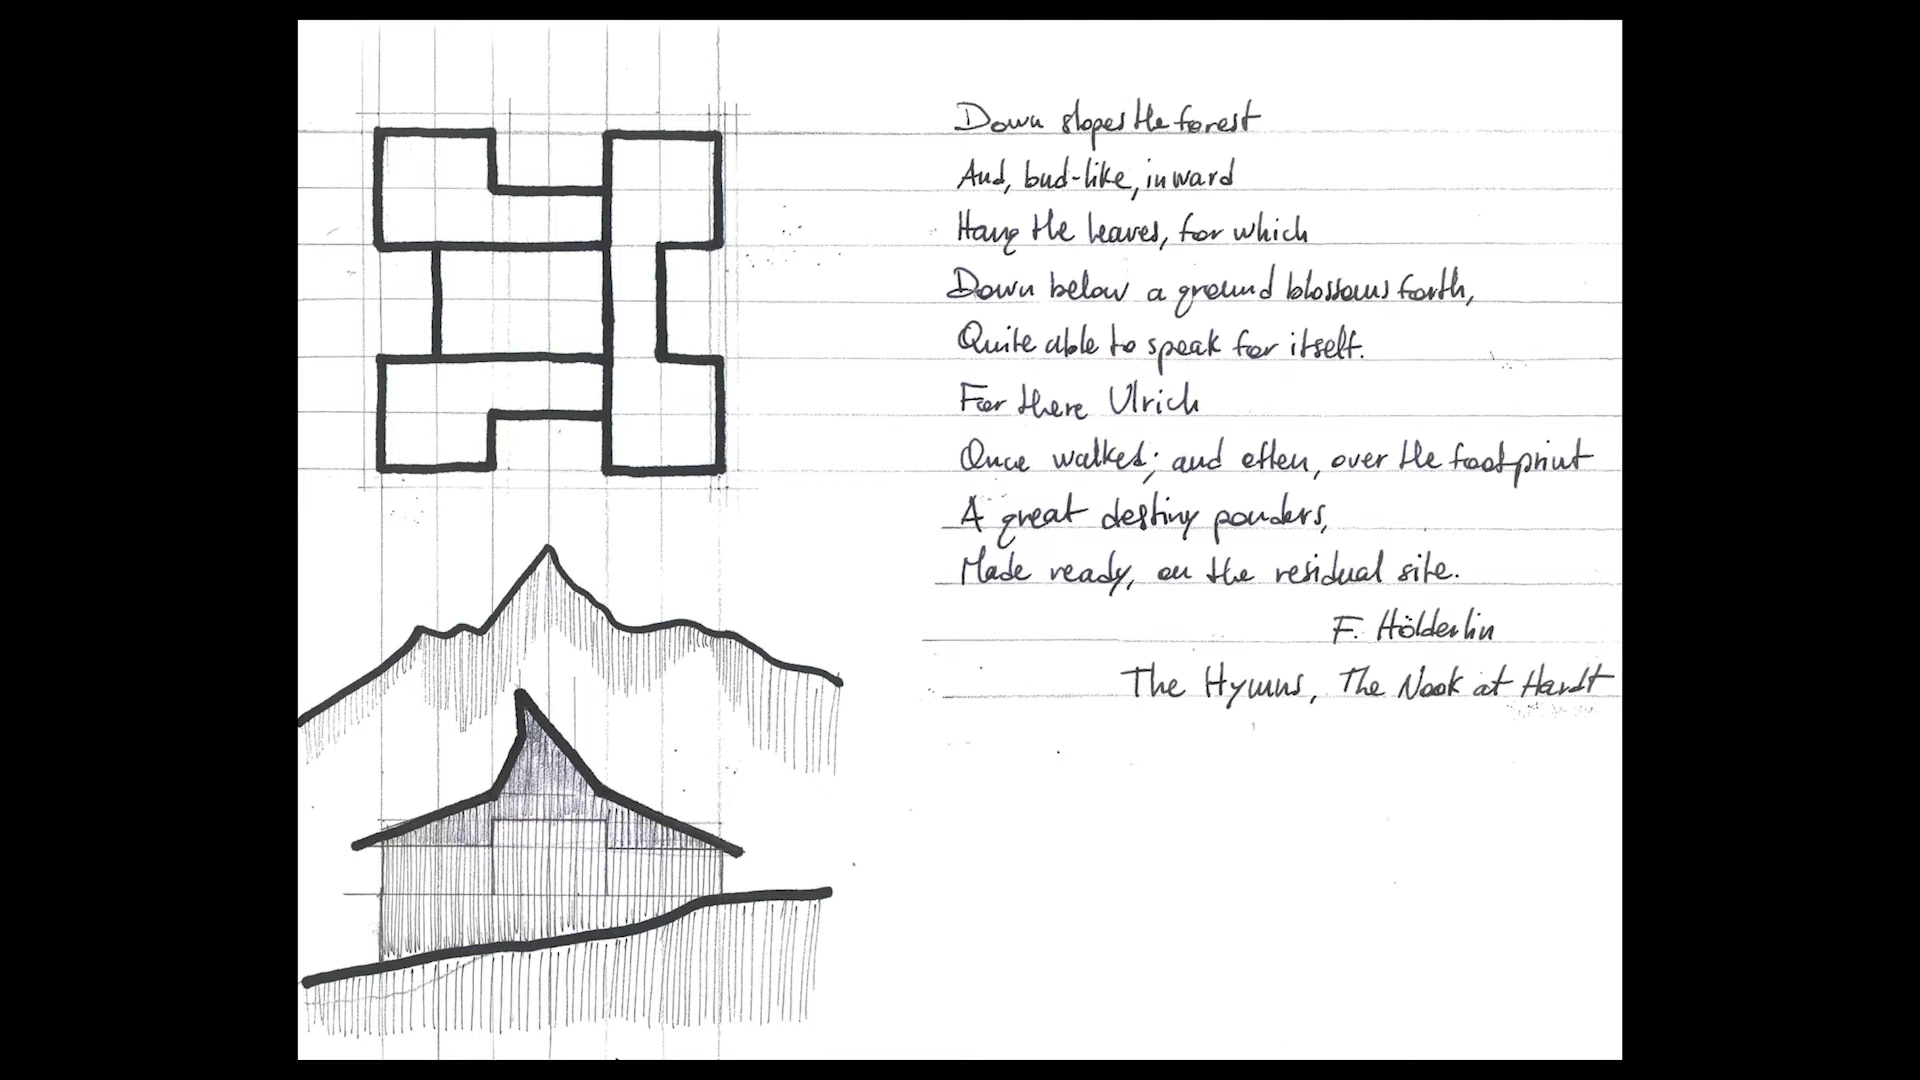 Down slopes the forest
And, bud-like, inward
Hang the leaves, for which
Down below a ground blossoms forth,
Quite able to speak for itself.
For there Ulrich
Once walked; and often, over the footprint
A great destiny ponders,
Made ready, on the residual site.
F. Hölderlin
The Hymns, The Nook at Hardt